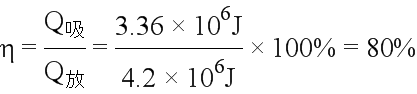 η = Q吸/Q放 = 3.36 × 10⁶J / 4.2 × 10⁶J × 100% = 80%